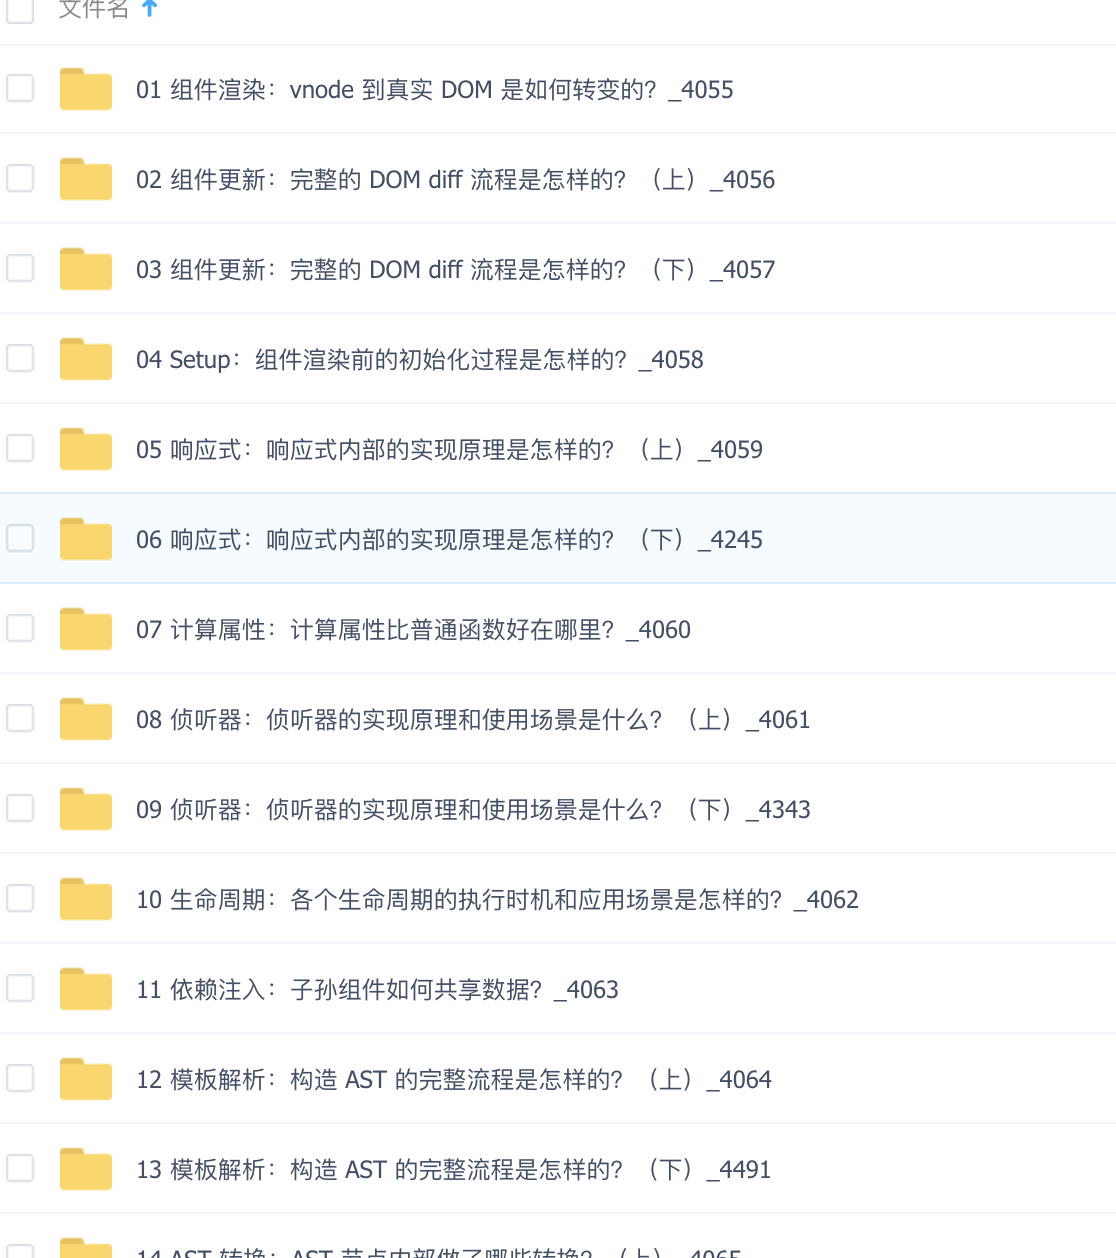 文件名
01 组件渲染：vnode 到真实 DOM 是如何转变的？_4055
02 组件更新：完整的 DOM diff 流程是怎样的？（上）_4056
03 组件更新：完整的 DOM diff 流程是怎样的？（下）_4057
04 Setup：组件渲染前的初始化过程是怎样的？_4058
05 响应式：响应式内部的实现原理是怎样的？（上）_4059
06 响应式：响应式内部的实现原理是怎样的？（下）_4245
07 计算属性：计算属性比普通函数好在哪里？_4060
08 侦听器：侦听器的实现原理和使用场景是什么？（上）_4061
09 侦听器：侦听器的实现原理和使用场景是什么？（下）_4343
10 生命周期：各个生命周期的执行时机和应用场景是怎样的？_4062
11 依赖注入：子孙组件如何共享数据？_4063
12 模板解析：构造 AST 的完整流程是怎样的？（上）_4064
13 模板解析：构造 AST 的完整流程是怎样的？（下）_4491
14 AST 转换：AST 节点内部做了哪些转换？（上）_4065